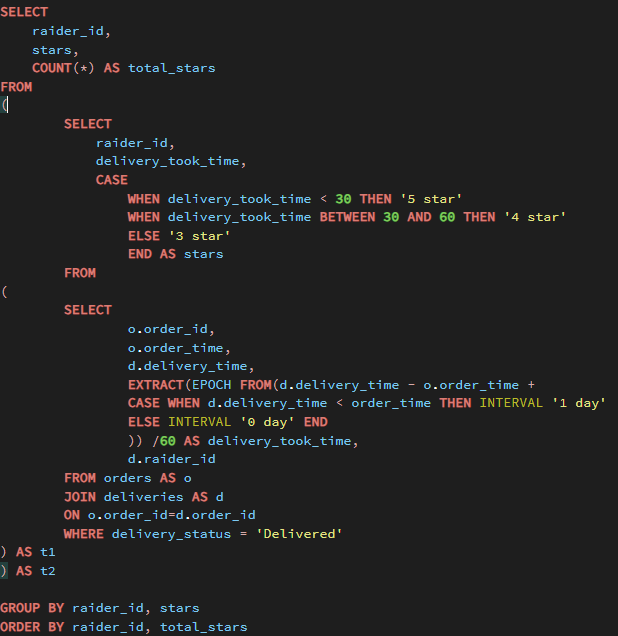 SELECT
    raider_id,
    stars,
    COUNT(*) AS total_stars
FROM
(
        SELECT
            raider_id,
            delivery_took_time,
            CASE
                WHEN delivery_took_time < 30 THEN '5 star'
                WHEN delivery_took_time BETWEEN 30 AND 60 THEN '4 star'
                ELSE '3 star'
                END AS stars
        FROM
(
        SELECT
                o.order_id,
                o.order_time,
                d.delivery_time,
                EXTRACT(EPOCH FROM(d.delivery_time - o.order_time +
                CASE WHEN d.delivery_time < order_time THEN INTERVAL '1 day'
                ELSE INTERVAL '0 day' END
                )) /60 AS delivery_took_time,
                d.raider_id
        FROM orders AS o
        JOIN deliveries AS d
        ON o.order_id=d.order_id
        WHERE delivery_status = 'Delivered'
) AS t1
) AS t2
GROUP BY raider_id, stars
ORDER BY raider_id, total_stars